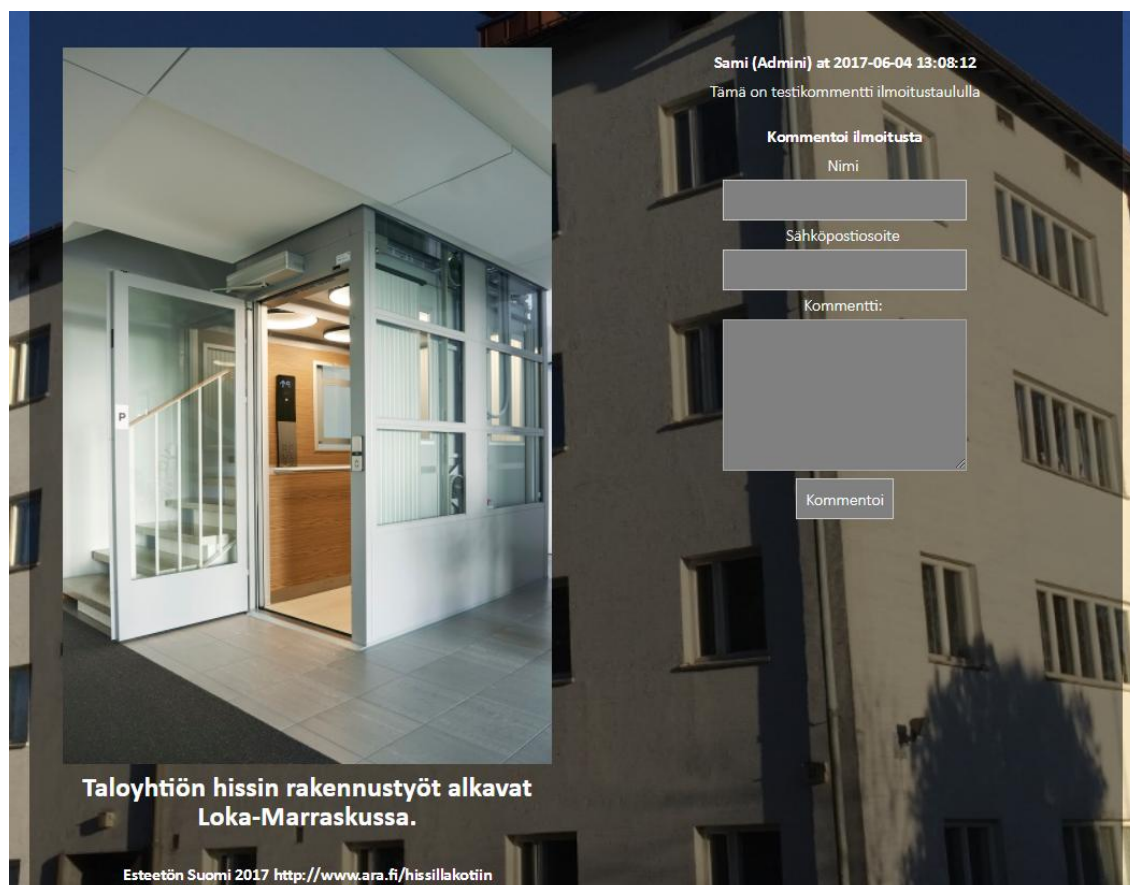 Sami (Admini) at 2017-06-04 13:08:12
Tämä on testikommentti ilmoitustaululla
Kommentoi ilmoitusta
Nimi
Sähköpostiosoite
Kommentti:
Kommentoi
P
Taloyhtiön hissin rakennustyöt alkavat
Loka-Marraskussa.
Esteetön Suomi 2017 http://www.ara.fi/hissillakotiin